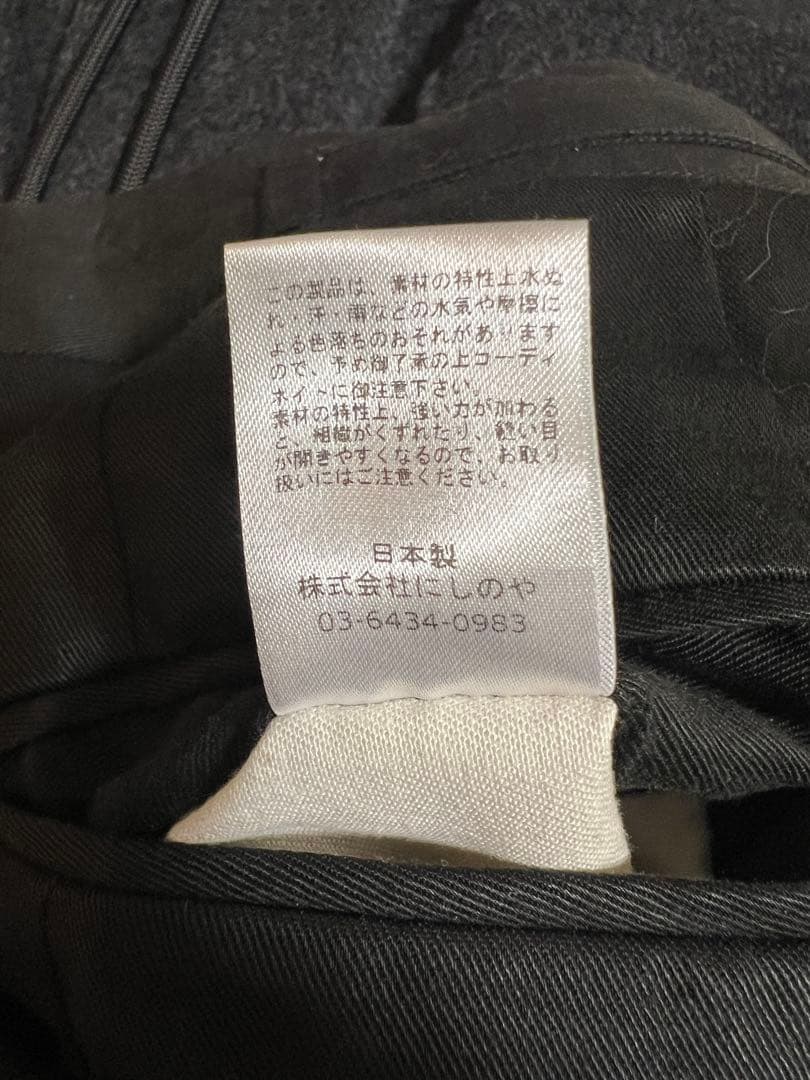 この製品は、素材の特性上水ぬ
れ・汗・雨などの水気や摩擦に
よる色落ちのおそれがあります
ので、予め御了承の上コーディ
ネイトに御注意下さい。
素材の特性上、強い力が加わる
と、組織がくずれたり、縫い目
が開きやすくなるので、お取り
扱いにはご注意ください。
日本製
株式会社にしのや
03-6434-0983